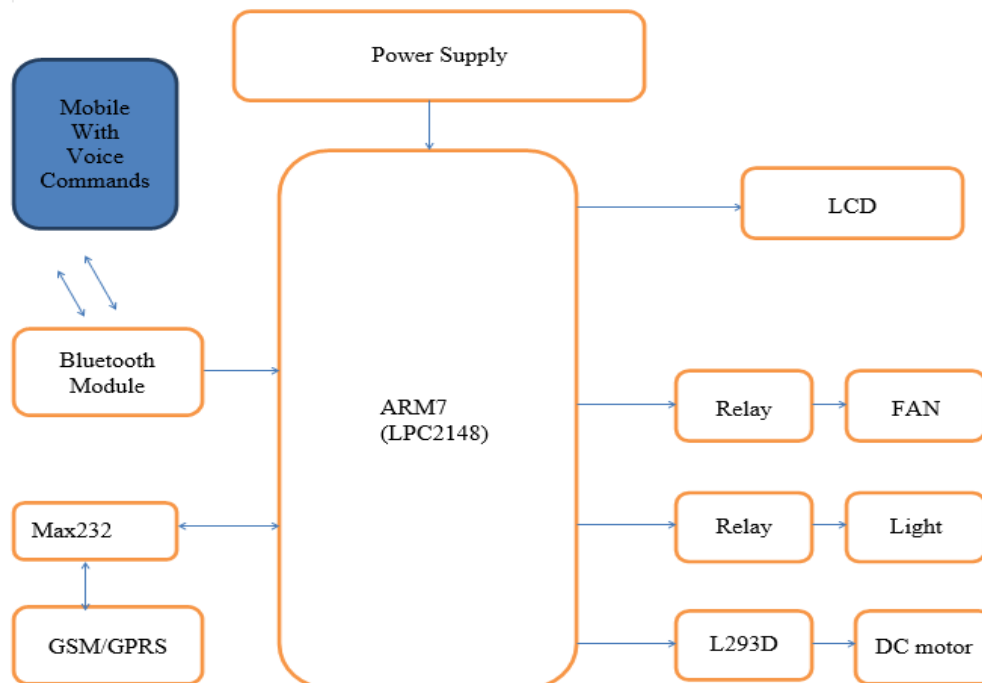 Power Supply
Mobile
With
Voice
Commands
LCD
Bluetooth
Module
ARM7
(LPC2148)
Relay
FAN
Max232
Relay
Light
GSM/GPRS
L293D
DC motor